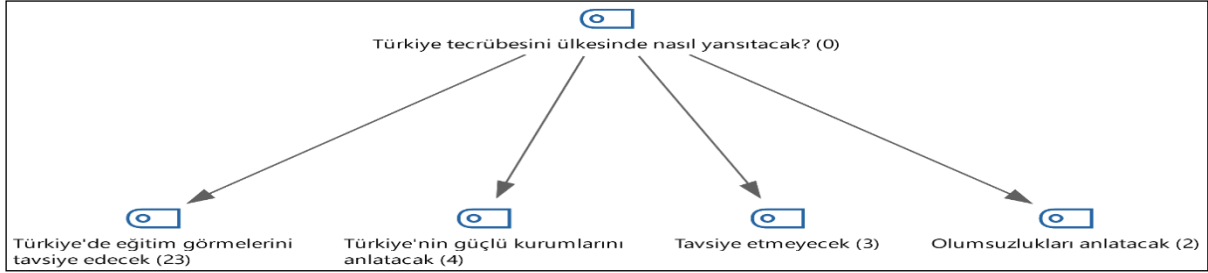 Türkiye tecrübesini ülkesinde nasıl yansıtacak? (0)
Türkiye'de eğitim görmelerini
tavsiye edecek (23)
Türkiye'nin güçlü kurumlarını
anlatacak (4)
Tavsiye etmeyecek (3)
Olumsuzlukları anlatacak (2)